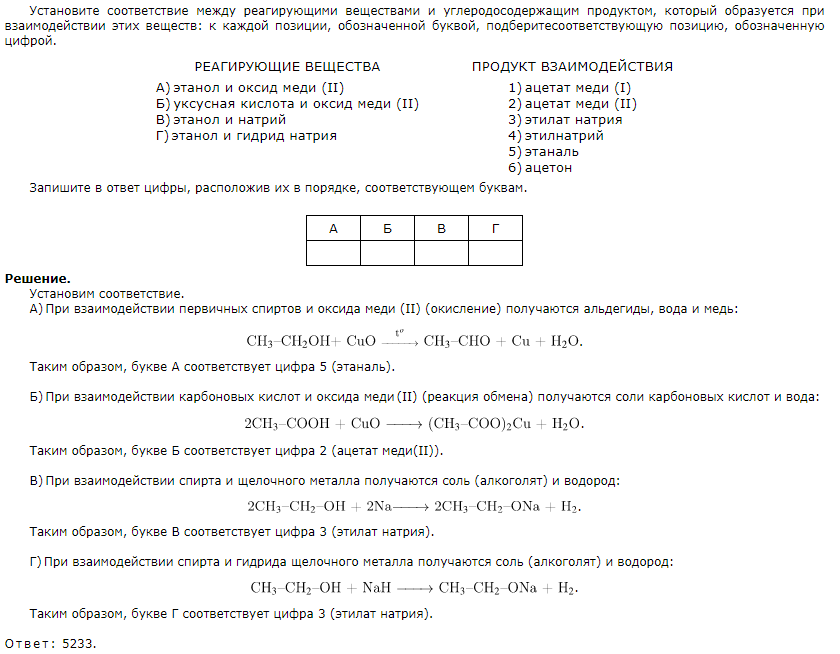 Установите соответствие между реагирующими веществами и углеродосодержащим продуктом, который образуется при
взаимодействии этих веществ: к каждой позиции, обозначенной буквой, подберитесоответствующую позицию, обозначенную
цифрой.
РЕАГИРУЮЩИЕ ВЕЩЕСТВА
А) этанол и оксид меди (II)
Б) уксусная кислота и оксид меди (II)
В) этанол и натрий
Г) этанол и гидрид натрия
ПРОДУКТ ВЗАИМОДЕЙСТВИЯ
1) ацетат меди (I)
2) ацетат меди (II)
3) этилат натрия
4) этилнатрий
5) этаналь
6) ацетон
Запишите в ответ цифры, расположив их в порядке, соответствующем буквам.
А Б В Г
Решение.
Установим соответствие.
А) При взаимодействии первичных спиртов и оксида меди (II) (окисление) получаются альдегиды, вода и медь:
CH₃–CH₂OH+ CuO —tᵒ→ CH₃–CHO + Cu + H₂O.
Таким образом, букве А соответствует цифра 5 (этаналь).
Б) При взаимодействии карбоновых кислот и оксида меди (II) (реакция обмена) получаются соли карбоновых кислот и вода:
2CH₃–COOH + CuO ⟶ (CH₃–COO)₂Cu + H₂O.
Таким образом, букве Б соответствует цифра 2 (ацетат меди(II)).
В) При взаимодействии спирта и щелочного металла получаются соль (алкоголят) и водород:
2CH₃–CH₂–OH + 2Na⟶ 2CH₃–CH₂–ONa + H₂.
Таким образом, букве В соответствует цифра 3 (этилат натрия).
Г) При взаимодействии спирта и гидрида щелочного металла получаются соль (алкоголят) и водород:
CH₃–CH₂–OH + NaH ⟶ CH₃–CH₂–ONa + H₂.
Таким образом, букве Г соответствует цифра 3 (этилат натрия).
Ответ: 5233.